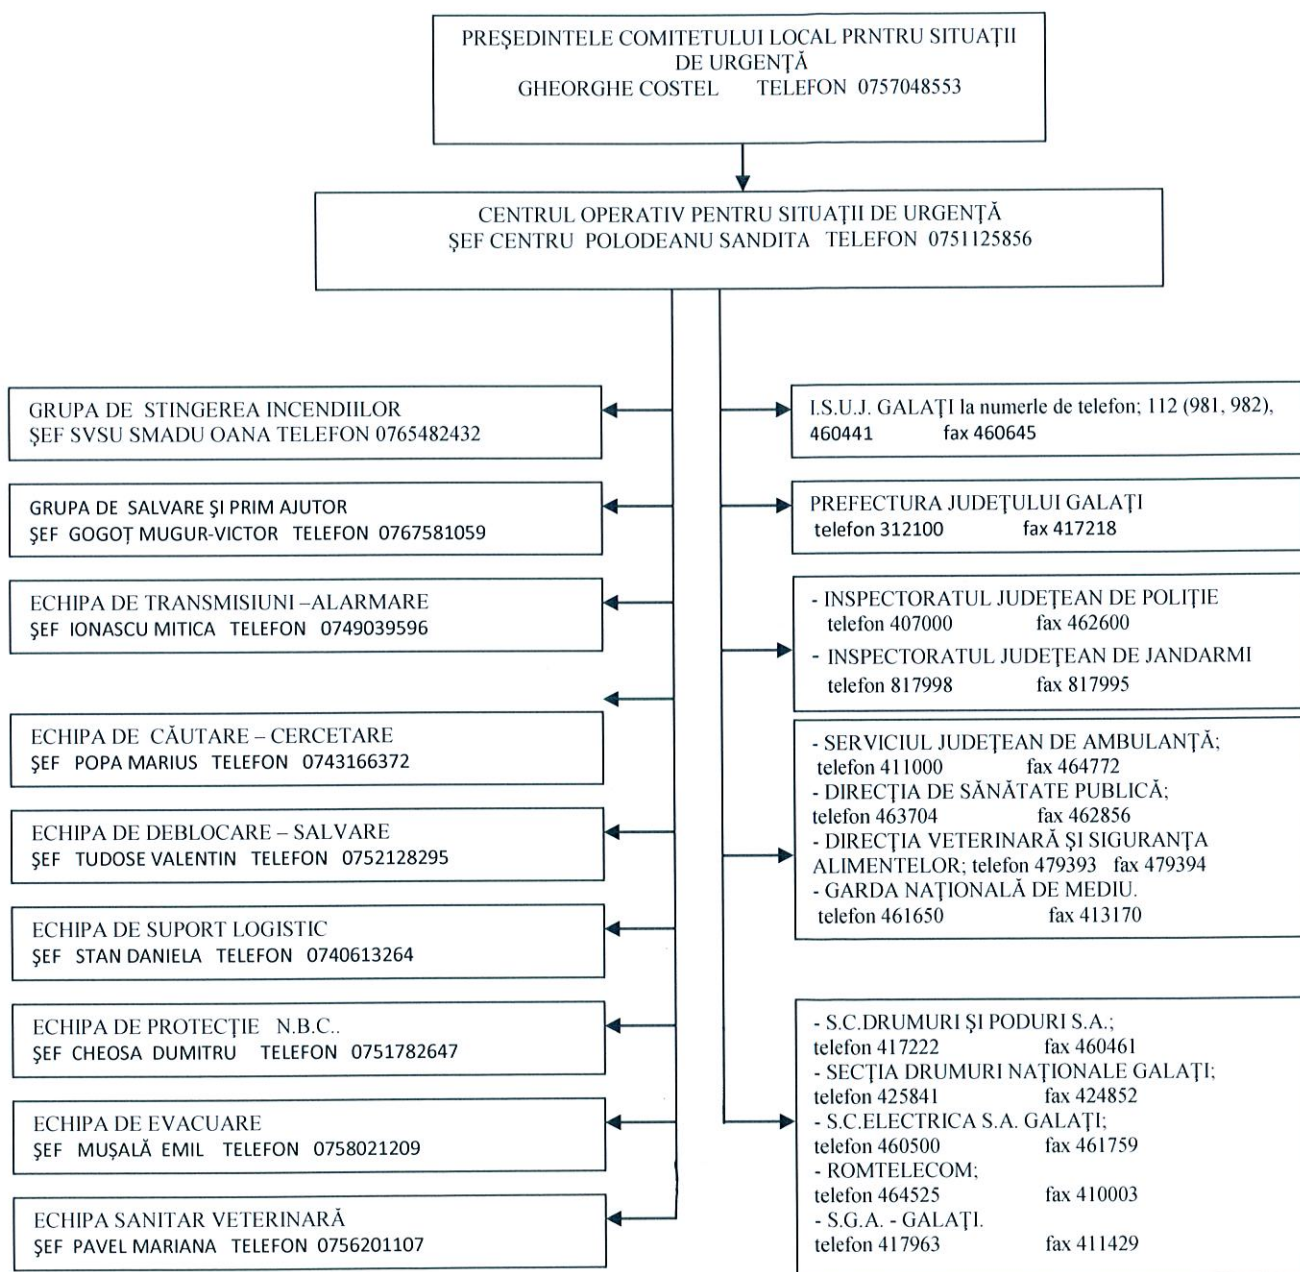 PREŞEDINTELE COMITETULUI LOCAL PRNTRU SITUAŢII
DE URGENŢĂ
GHEORGHE COSTEL TELEFON 0757048553
CENTRUL OPERATIV PENTRU SITUAŢII DE URGENŢĂ
ŞEF CENTRU POLODEANU SANDITA TELEFON 0751125856
GRUPA DE STINGEREA INCENDIILOR
ŞEF SVSU SMADU OANA TELEFON 0765482432
GRUPA DE SALVARE ŞI PRIM AJUTOR
ŞEF GOGOȚ MUGUR-VICTOR TELEFON 0767581059
ECHIPA DE TRANSMISIUNI –ALARMARE
ŞEF IONASCU MITICA TELEFON 0749039596
ECHIPA DE CĂUTARE – CERCETARE
ŞEF POPA MARIUS TELEFON 0743166372
ECHIPA DE DEBLOCARE – SALVARE
ŞEF TUDOSE VALENTIN TELEFON 0752128295
ECHIPA DE SUPORT LOGISTIC
ŞEF STAN DANIELA TELEFON 0740613264
ECHIPA DE PROTECŢIE N.B.C..
ŞEF CHEOSA DUMITRU TELEFON 0751782647
ECHIPA DE EVACUARE
ŞEF MUŞALĂ EMIL TELEFON 0758021209
ECHIPA SANITAR VETERINARĂ
ŞEF PAVEL MARIANA TELEFON 0756201107
I.S.U.J. GALAŢI la numerle de telefon; 112 (981, 982),
460441 fax 460645
PREFECTURA JUDEŢULUI GALAŢI
telefon 312100 fax 417218
- INSPECTORATUL JUDEŢEAN DE POLIŢIE
telefon 407000 fax 462600
- INSPECTORATUL JUDEŢEAN DE JANDARMI
telefon 817998 fax 817995
- SERVICIUL JUDEŢEAN DE AMBULANŢĂ;
telefon 411000 fax 464772
- DIRECŢIA DE SĂNĂTATE PUBLICĂ;
telefon 463704 fax 462856
- DIRECŢIA VETERINARĂ ŞI SIGURANŢA
ALIMENTELOR; telefon 479393 fax 479394
- GARDA NAŢIONALĂ DE MEDIU.
telefon 461650 fax 413170
- S.C.DRUMURI ŞI PODURI S.A.;
telefon 417222 fax 460461
- SECŢIA DRUMURI NAŢIONALE GALAŢI;
telefon 425841 fax 424852
- S.C.ELECTRICA S.A. GALAŢI;
telefon 460500 fax 461759
- ROMTELECOM;
telefon 464525 fax 410003
- S.G.A. - GALAŢI.
telefon 417963 fax 411429